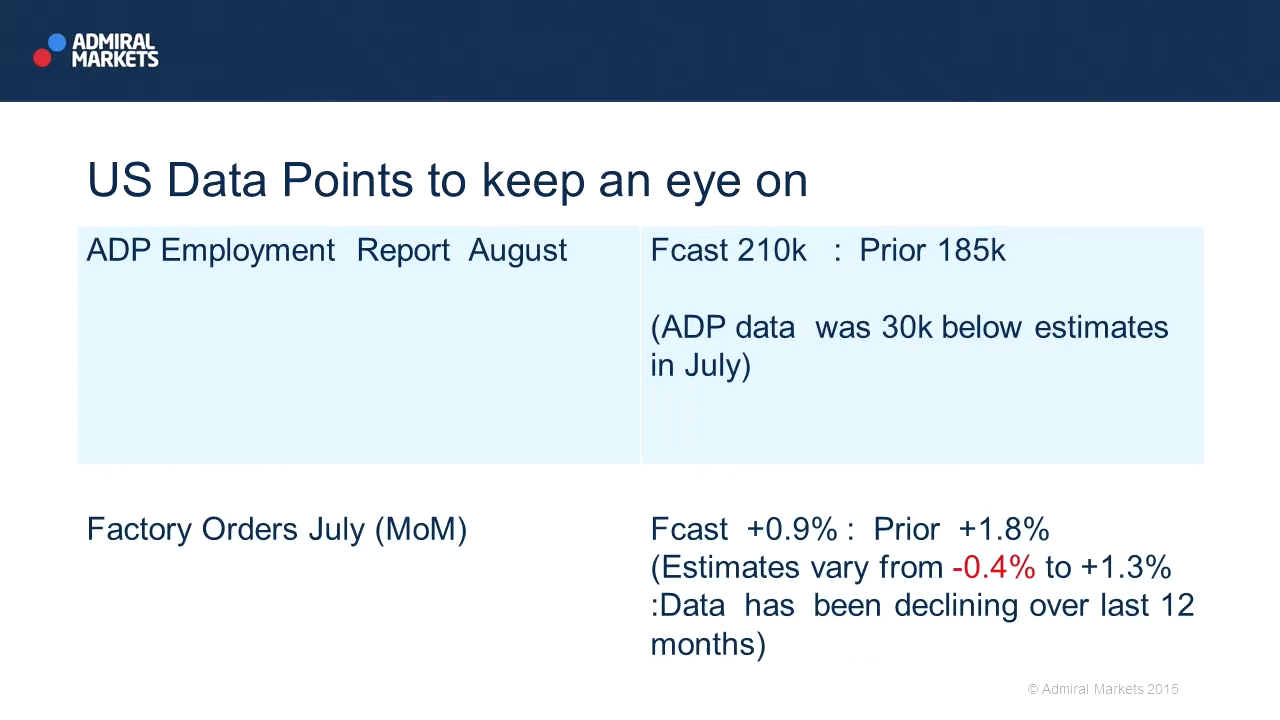 ADMIRAL
MARKETS
US Data Points to keep an eye on
ADP Employment Report August
Fcast 210k : Prior 185k
(ADP data was 30k below estimates
in July)
Factory Orders July (MoM)
Fcast +0.9% : Prior +1.8%
(Estimates vary from -0.4% to +1.3%
:Data has been declining over last 12
months)
© Admiral Markets 2015